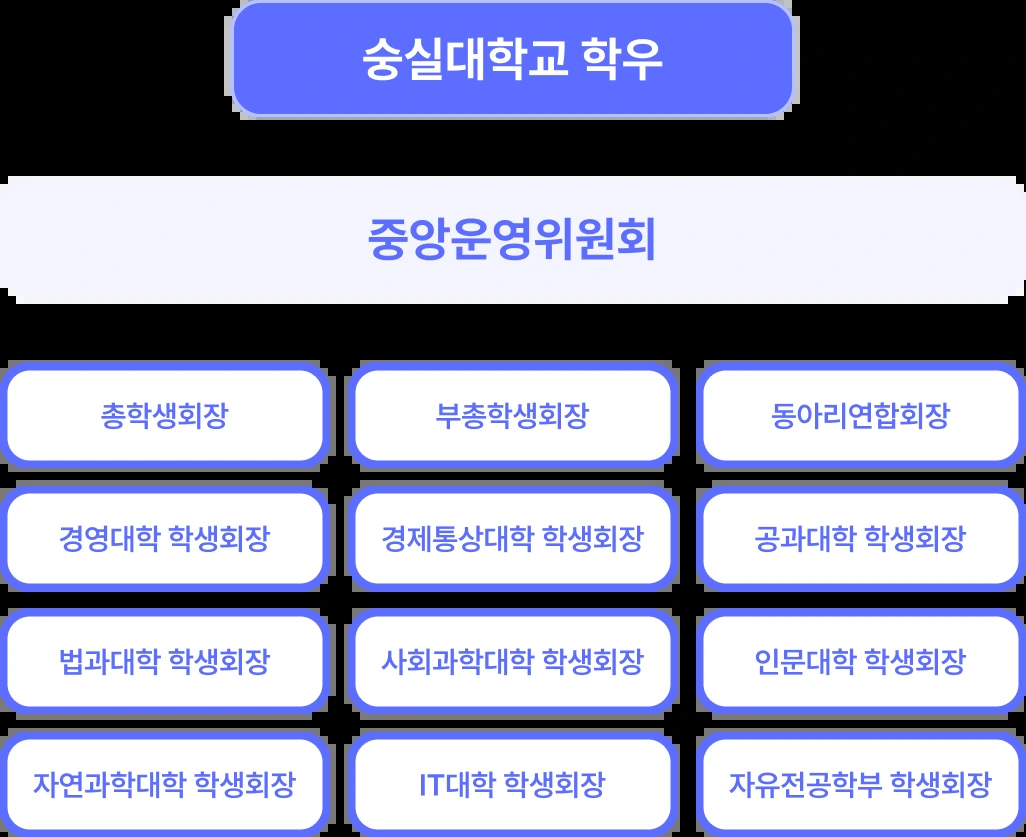 숭실대학교 학우
중앙운영위원회
총학생회장
부총학생회장
동아리연합회장
경영대학 학생회장
경제통상대학 학생회장
공과대학 학생회장
법과대학 학생회장
사회과학대학 학생회장
인문대학 학생회장
자연과학대학 학생회장
IT대학 학생회장
자유전공학부 학생회장